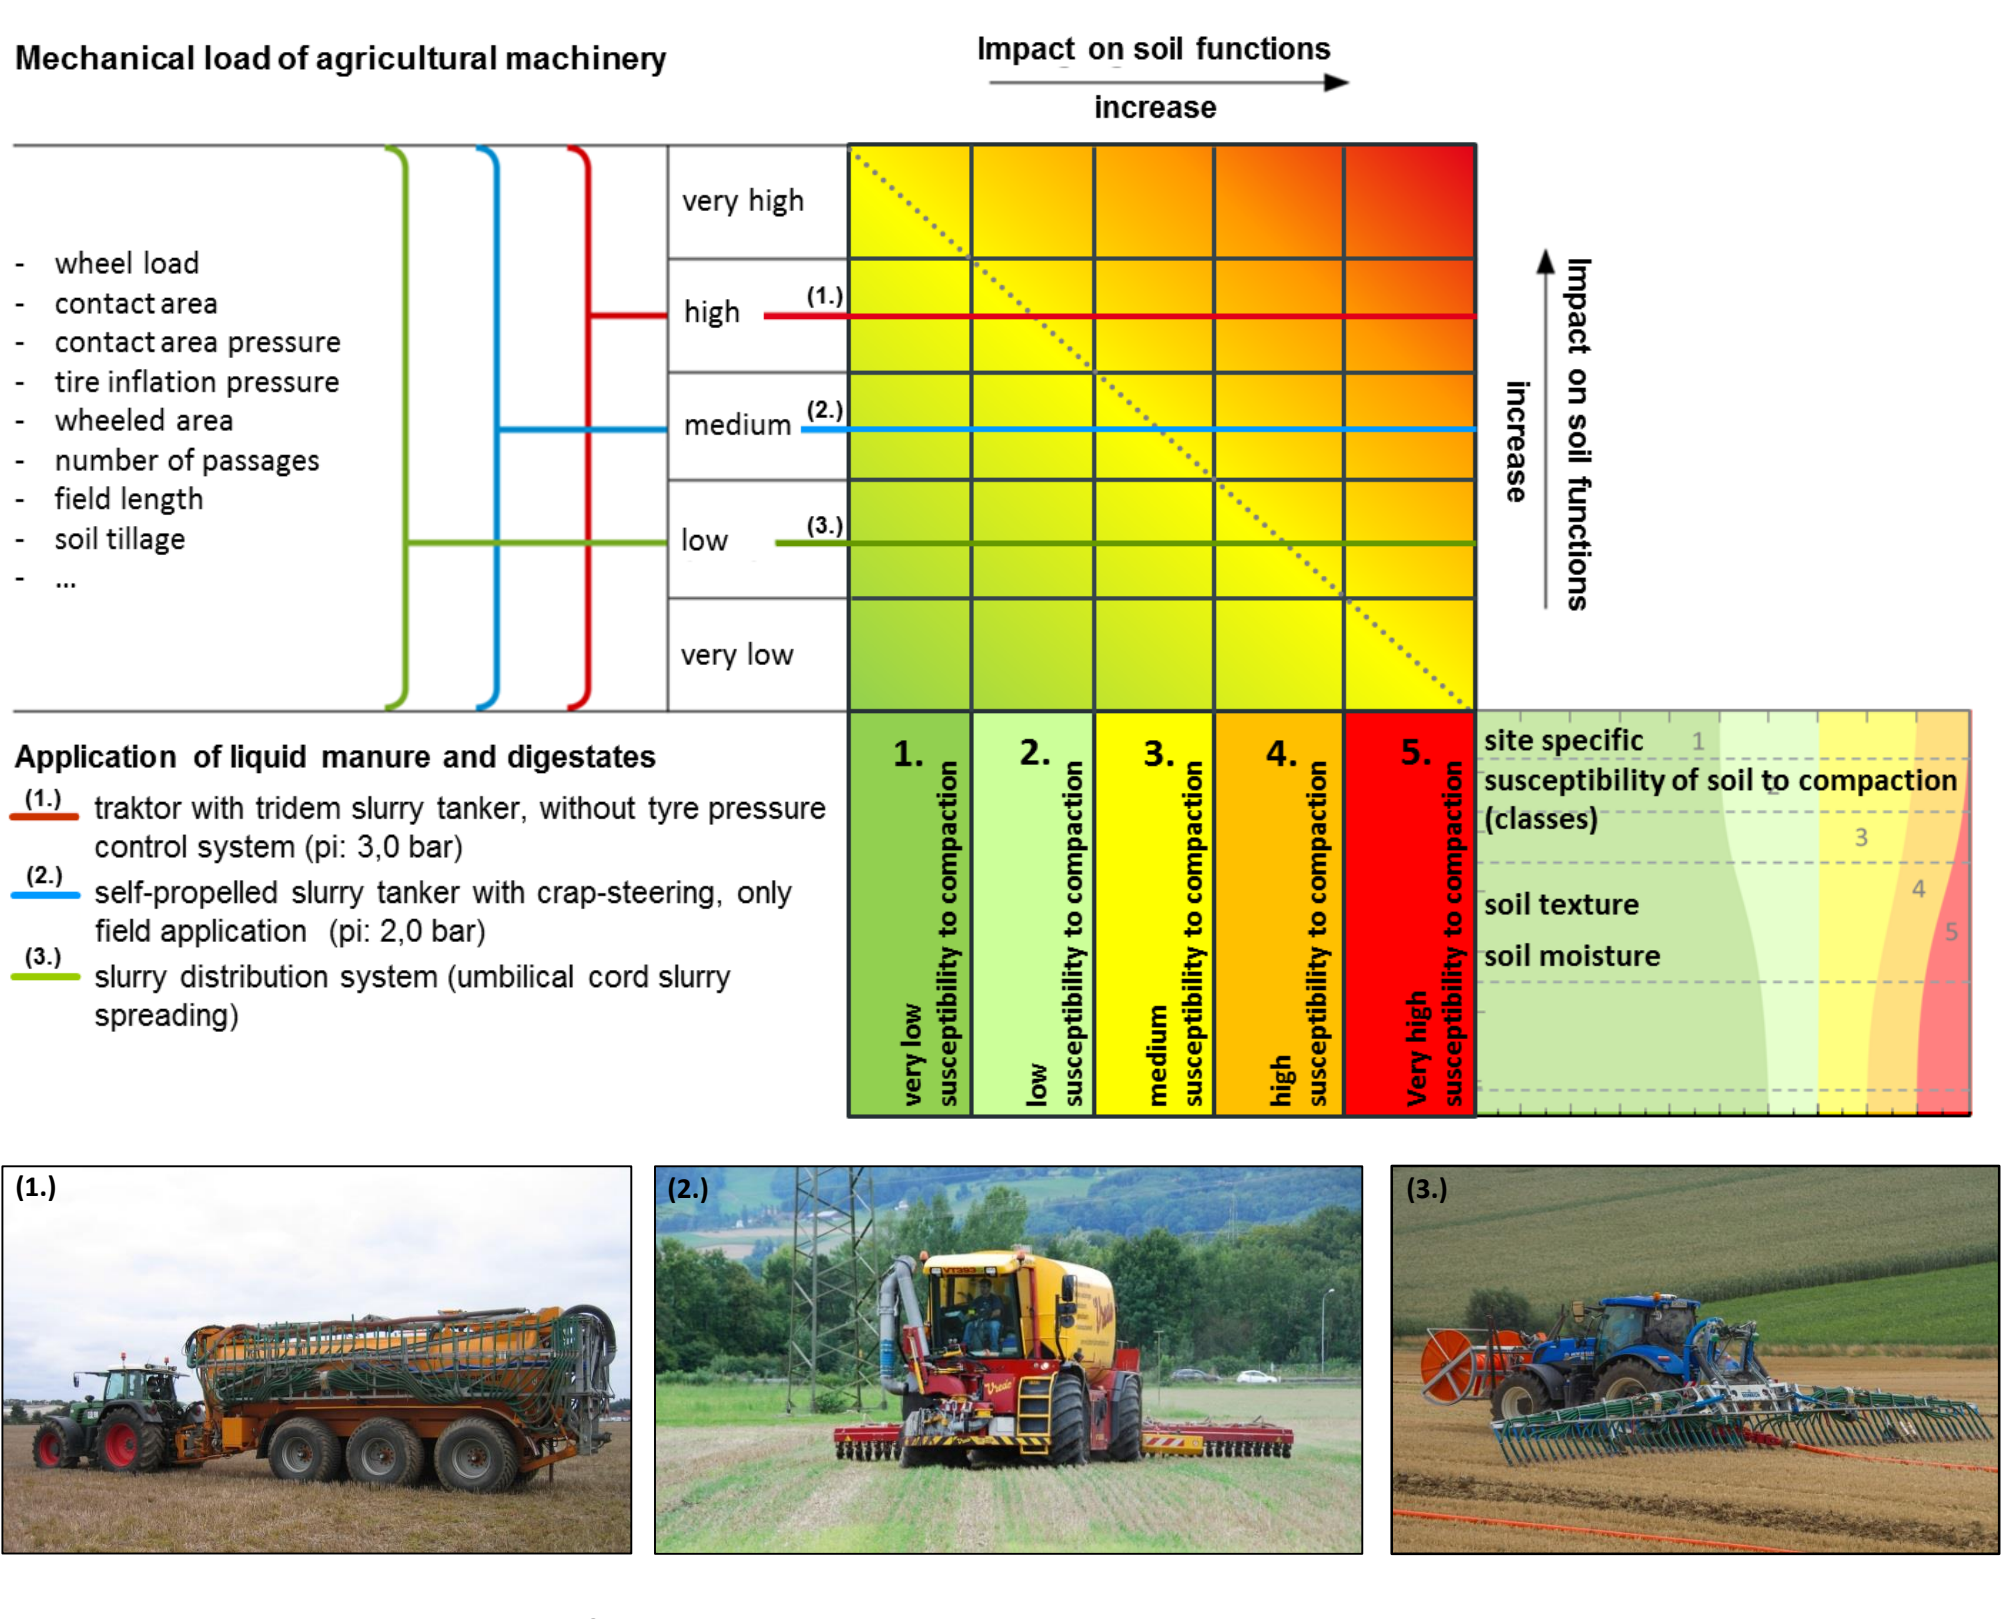 Mechanical load of agricultural machinery
Impact on soil functions
increase
- wheel load
- contact area
- contact area pressure
- tire inflation pressure
- wheeled area
- number of passages
- field length
- soil tillage
- ...
very high
high (1.)
medium (2.)
low (3.)
very low
Impact on soil functions
increase
Application of liquid manure and digestates
(1.) traktor with tridem slurry tanker, without tyre pressure
control system (pi: 3,0 bar)
(2.) self-propelled slurry tanker with crap-steering, only
field application (pi: 2,0 bar)
(3.) slurry distribution system (umbilical cord slurry
spreading)
1.
very low
susceptibility to compaction
2.
low
susceptibility to compaction
3.
medium
susceptibility to compaction
4.
high
susceptibility to compaction
5.
Very high
susceptibility to compaction
site specific 1
susceptibility of soil to compaction
2
(classes)
3
4
soil texture
5
soil moisture
(1.)
(2.)
VT393
Vredo
Vredo
(3.)